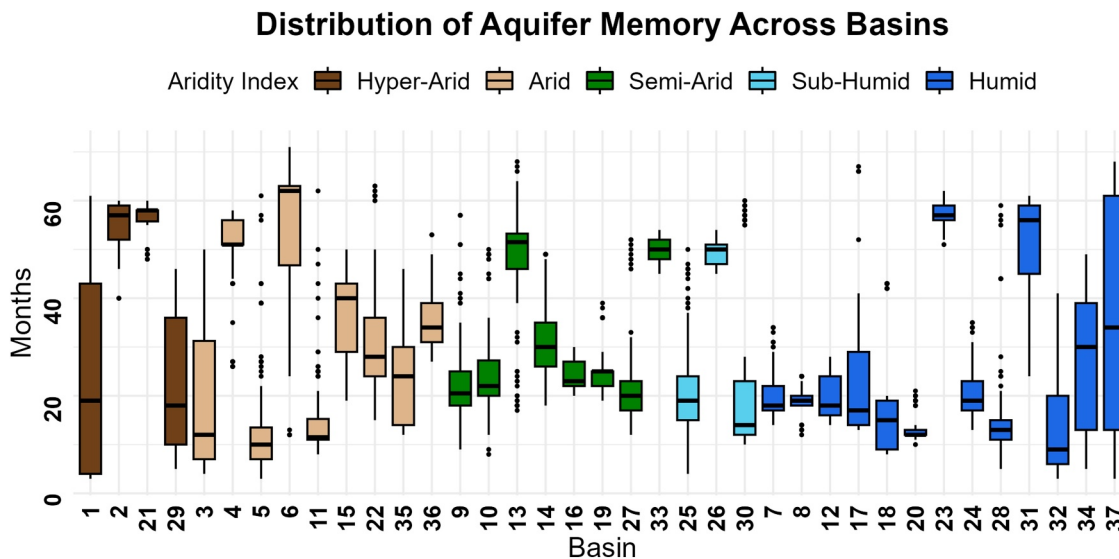 Distribution of Aquifer Memory Across Basins
Aridity Index Hyper-Arid Arid Semi-Arid Sub-Humid Humid
Months
60
40
20
0
1 2 21 29 3 4 5 6 11 15 22 35 36 9 10 13 14 16 19 27 33 25 26 30 7 8 12 17 18 20 23 24 28 31 32 34 37
Basin